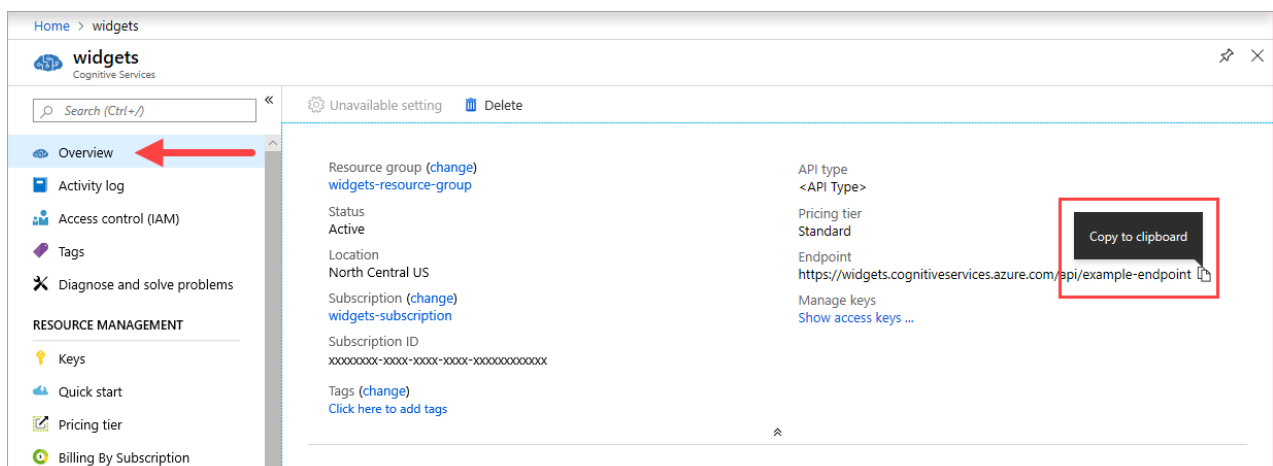 Home > widgets
widgets
Cognitive Services
Search (Ctrl+/)
«
Overview
Activity log
Access control (IAM)
Tags
Diagnose and solve problems
RESOURCE MANAGEMENT
Keys
Quick start
Pricing tier
Billing By Subscription
Unavailable setting
Delete
Resource group (change)
widgets-resource-group
Status
Active
Location
North Central US
Subscription (change)
widgets-subscription
Subscription ID
xxxxxxxx-xxxx-xxxx-xxxx-xxxxxxxxxxxx
Tags (change)
Click here to add tags
API type
<API Type>
Pricing tier
Standard
Copy to clipboard
Endpoint
https://widgets.cognitiveservices.azure.com/api/example-endpoint
Manage keys
Show access keys ...